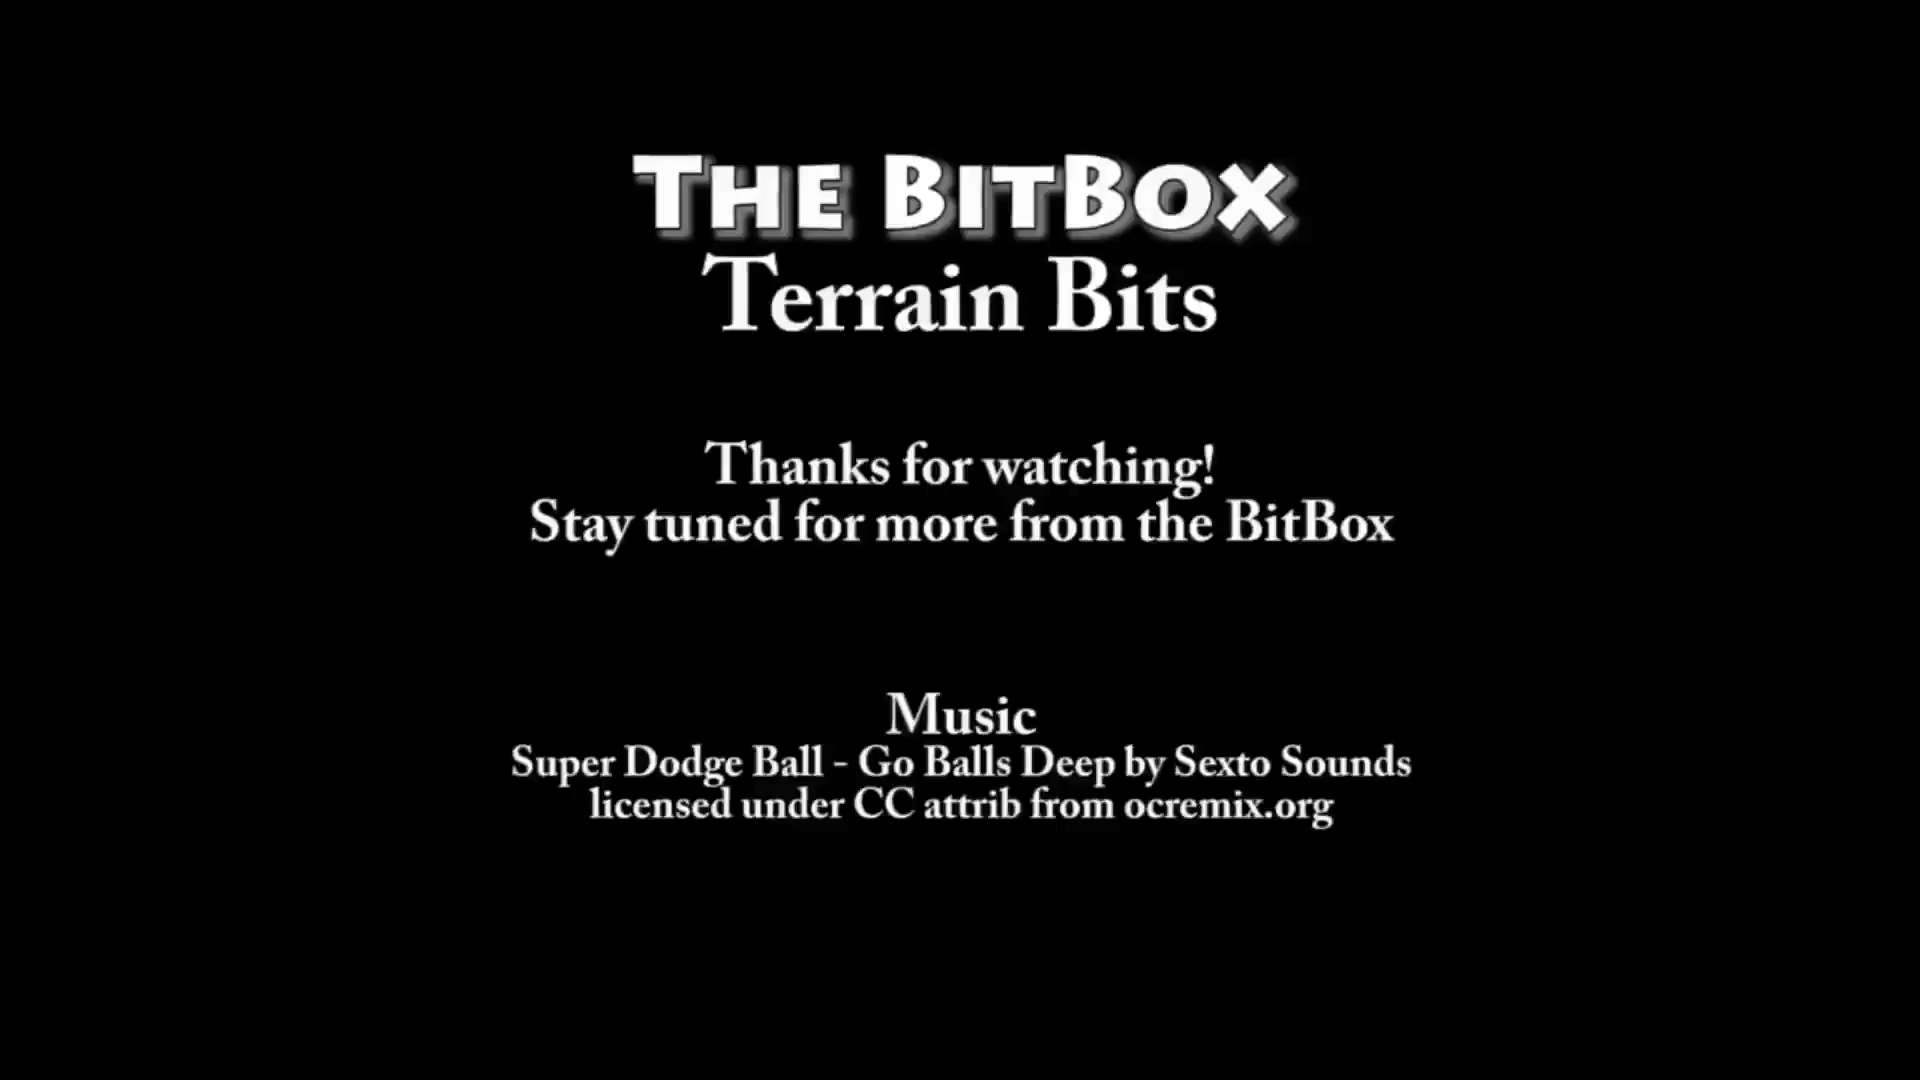 The BitBox
Terrain Bits
Thanks for watching!
Stay tuned for more from the BitBox
Music
Super Dodge Ball - Go Balls Deep by Sexto Sounds
licensed under CC attrib from ocremix.org